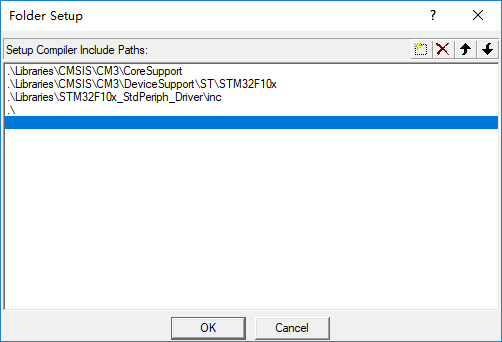 Folder Setup
?
Setup Compiler Include Paths:
.\Libraries\CMSIS\CM3\CoreSupport
.\Libraries\CMSIS\CM3\DeviceSupport\ST\STM32F10x
.\Libraries\STM32F10x_StdPeriph_Driver\inc
.\
OK
Cancel